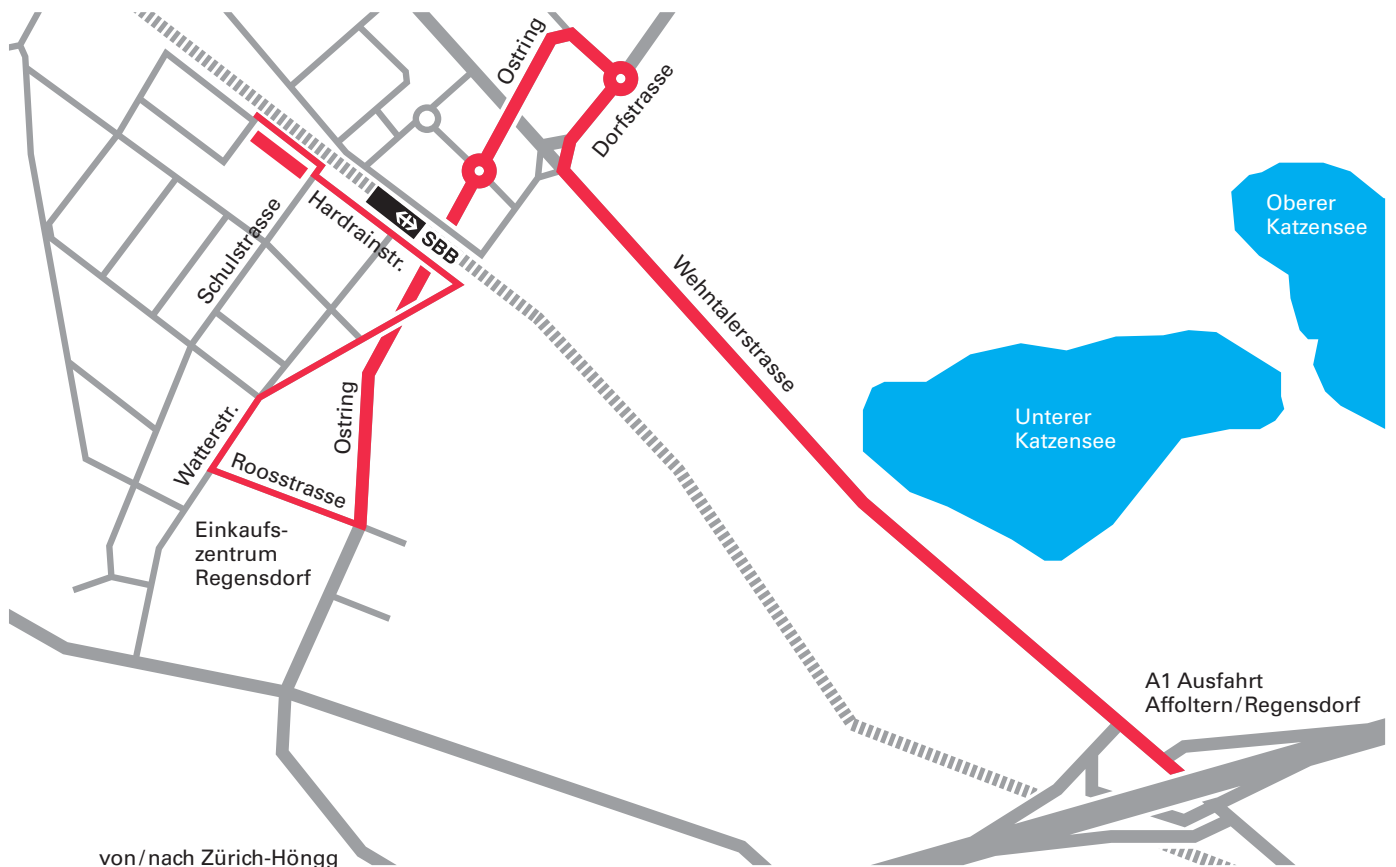 Ostring
Dorfstrasse
Oberer
Katzensee
Schulstrasse
Hardrainstr.
SBB
Wehntalerstrasse
Unterer
Katzensee
Ostring
Watterstr.
Roosstrasse
Einkaufs-
zentrum
Regensdorf
A1 Ausfahrt
Affoltern/Regensdorf
von/nach Zürich-Höngg